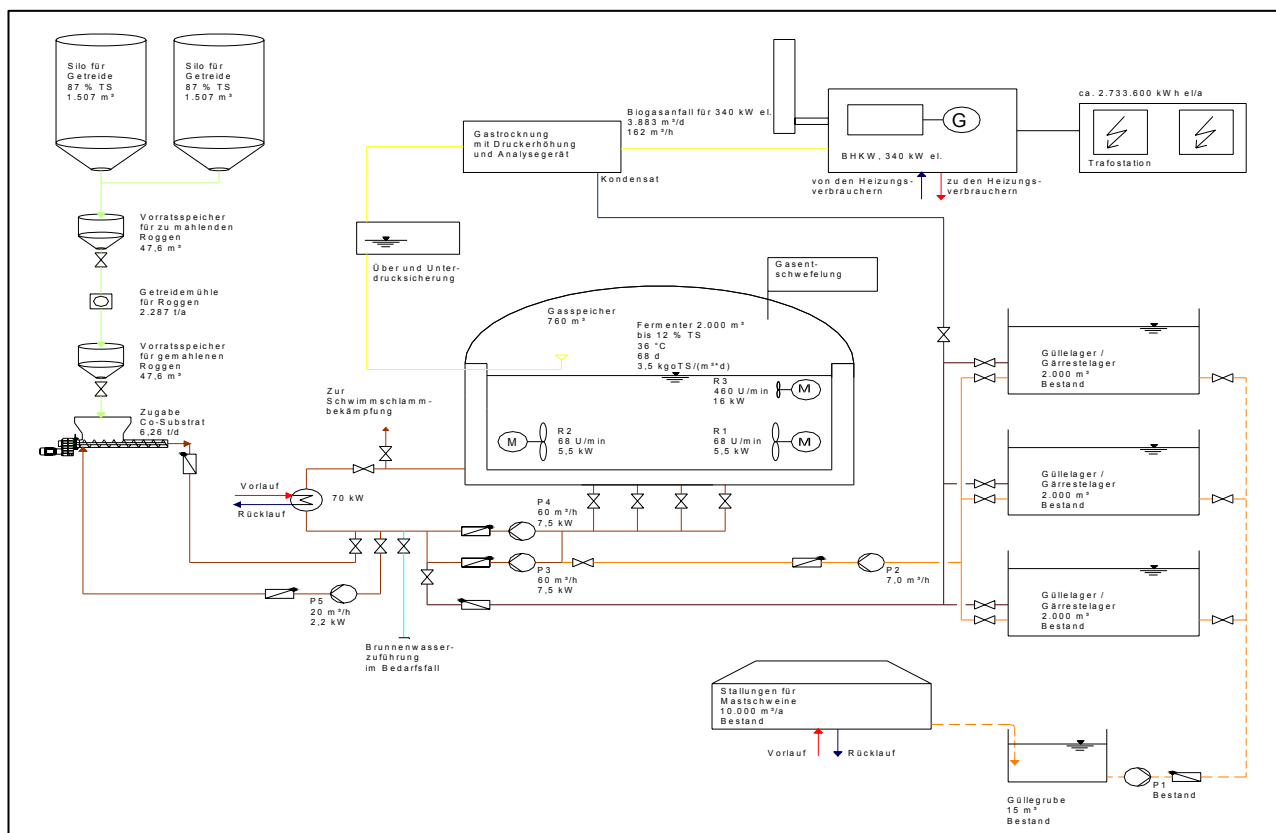 Silo für
Getreide
87 % TS
1.507 m³
Silo für
Getreide
87 % TS
1.507 m³
Vorratsspeicher
für zu mahlenden
Roggen
47,6 m³
Getreidemühle
für Roggen
2.287 t/a
Vorratsspeicher
für gemahlenen
Roggen
47,6 m³
Zugabe
Co-Substrat
6,26 t/d
Gastrocknung
mit Druckerhöhung
und Analysegerät
Kondensat
Biogasanfall für 340 kW el.
3.883 m³/d
162 m³/h
G
BHKW, 340 kW el.
von den Heizungs-
verbrauchern
zu den Heizungs-
verbrauchern
ca. 2.733.600 kWh el/a
Trafostation
Über und Unter-
drucksicherung
Gasent-
schwefelung
Gasspeicher
760 m³
Fermenter 2.000 m³
bis 12 % TS
36 °C
68 d
3,5 kgoTS/(m³*d)
R3
460 U/min
16 kW
M
M
R2
68 U/min
5,5 kW
R1
68 U/min
5,5 kW
M
Zur
Schwimmschlamm-
bekämpfung
Vorlauf
Rücklauf
70 kW
P4
60 m³/h
7,5 kW
P3
60 m³/h
7,5 kW
P2
7,0 m³/h
P5
20 m³/h
2,2 kW
Brunnenwasser-
zuführung
im Bedarfsfall
Güllelager /
Gärrestelager
2.000 m³
Bestand
Güllelager /
Gärrestelager
2.000 m³
Bestand
Güllelager /
Gärrestelager
2.000 m³
Bestand
Stallungen für
Mastschweine
10.000 m³/a
Bestand
Vorlauf
Rücklauf
Güllegrube
15 m³
Bestand
P1
Bestand